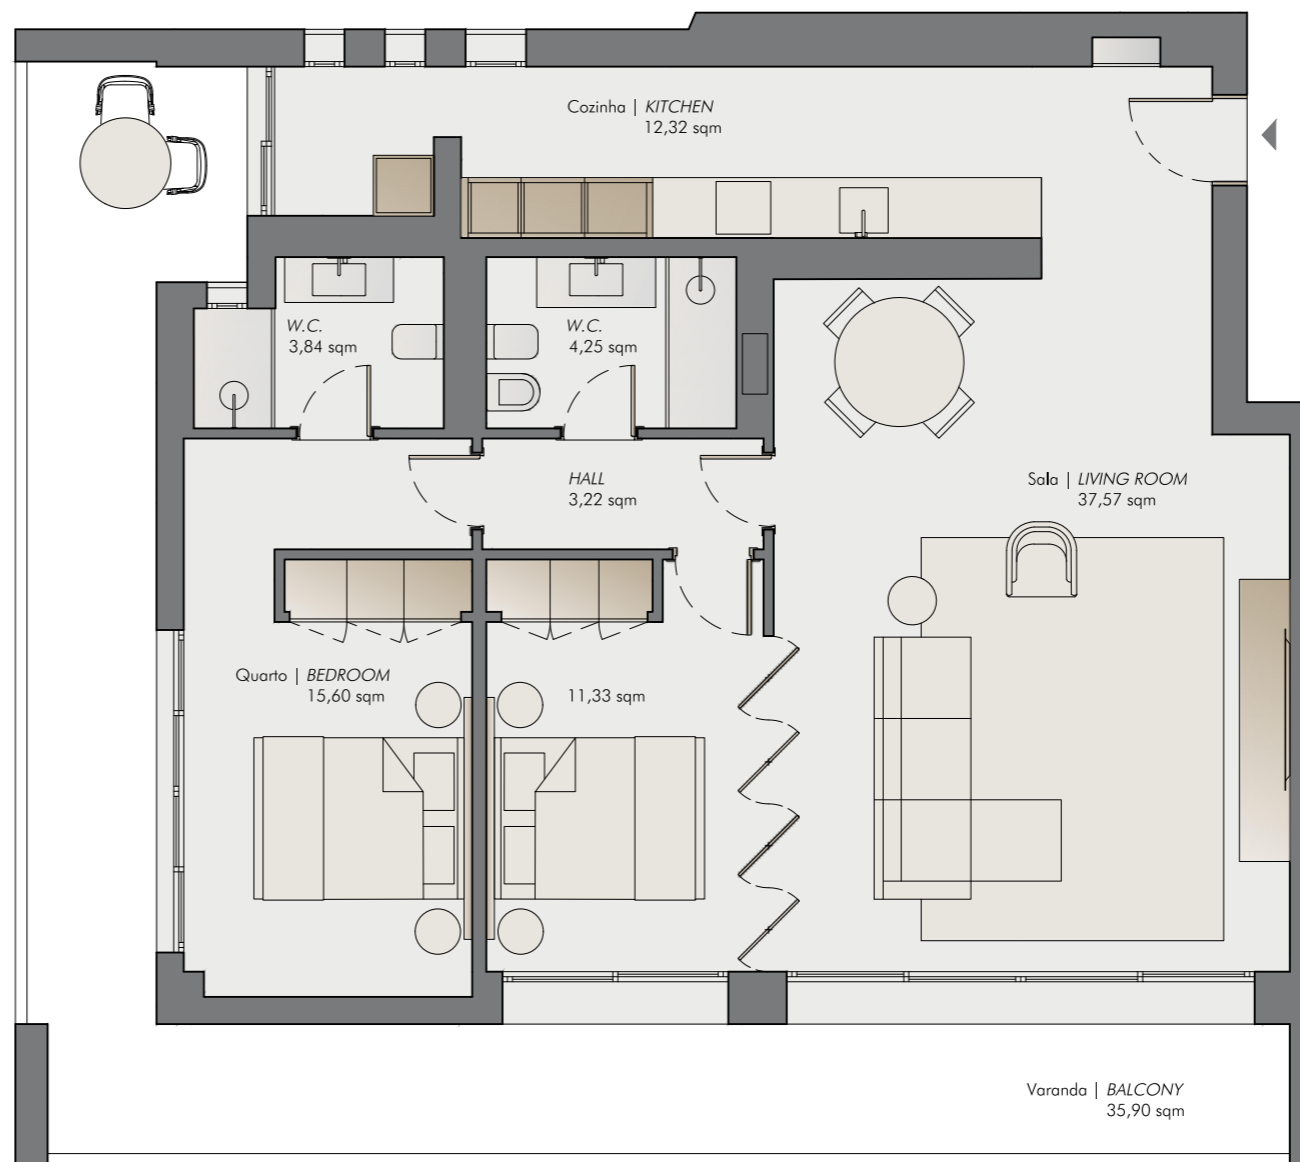 Cozinha | KITCHEN
12,32 sqm
W.C.
3,84 sqm
W.C.
4,25 sqm
HALL
3,22 sqm
Sala | LIVING ROOM
37,57 sqm
Quarto | BEDROOM
15,60 sqm
11,33 sqm
Varanda | BALCONY
35,90 sqm